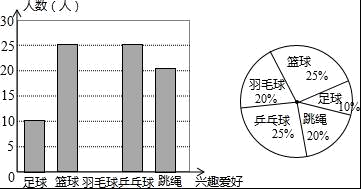 人数（人）
30
25
20
15
10
5
0
足球 篮球 羽毛球 乒乓球 跳绳 兴趣爱好
篮球
25%
羽毛球
20%
足球
10%
乒乓球
25%
跳绳
20%